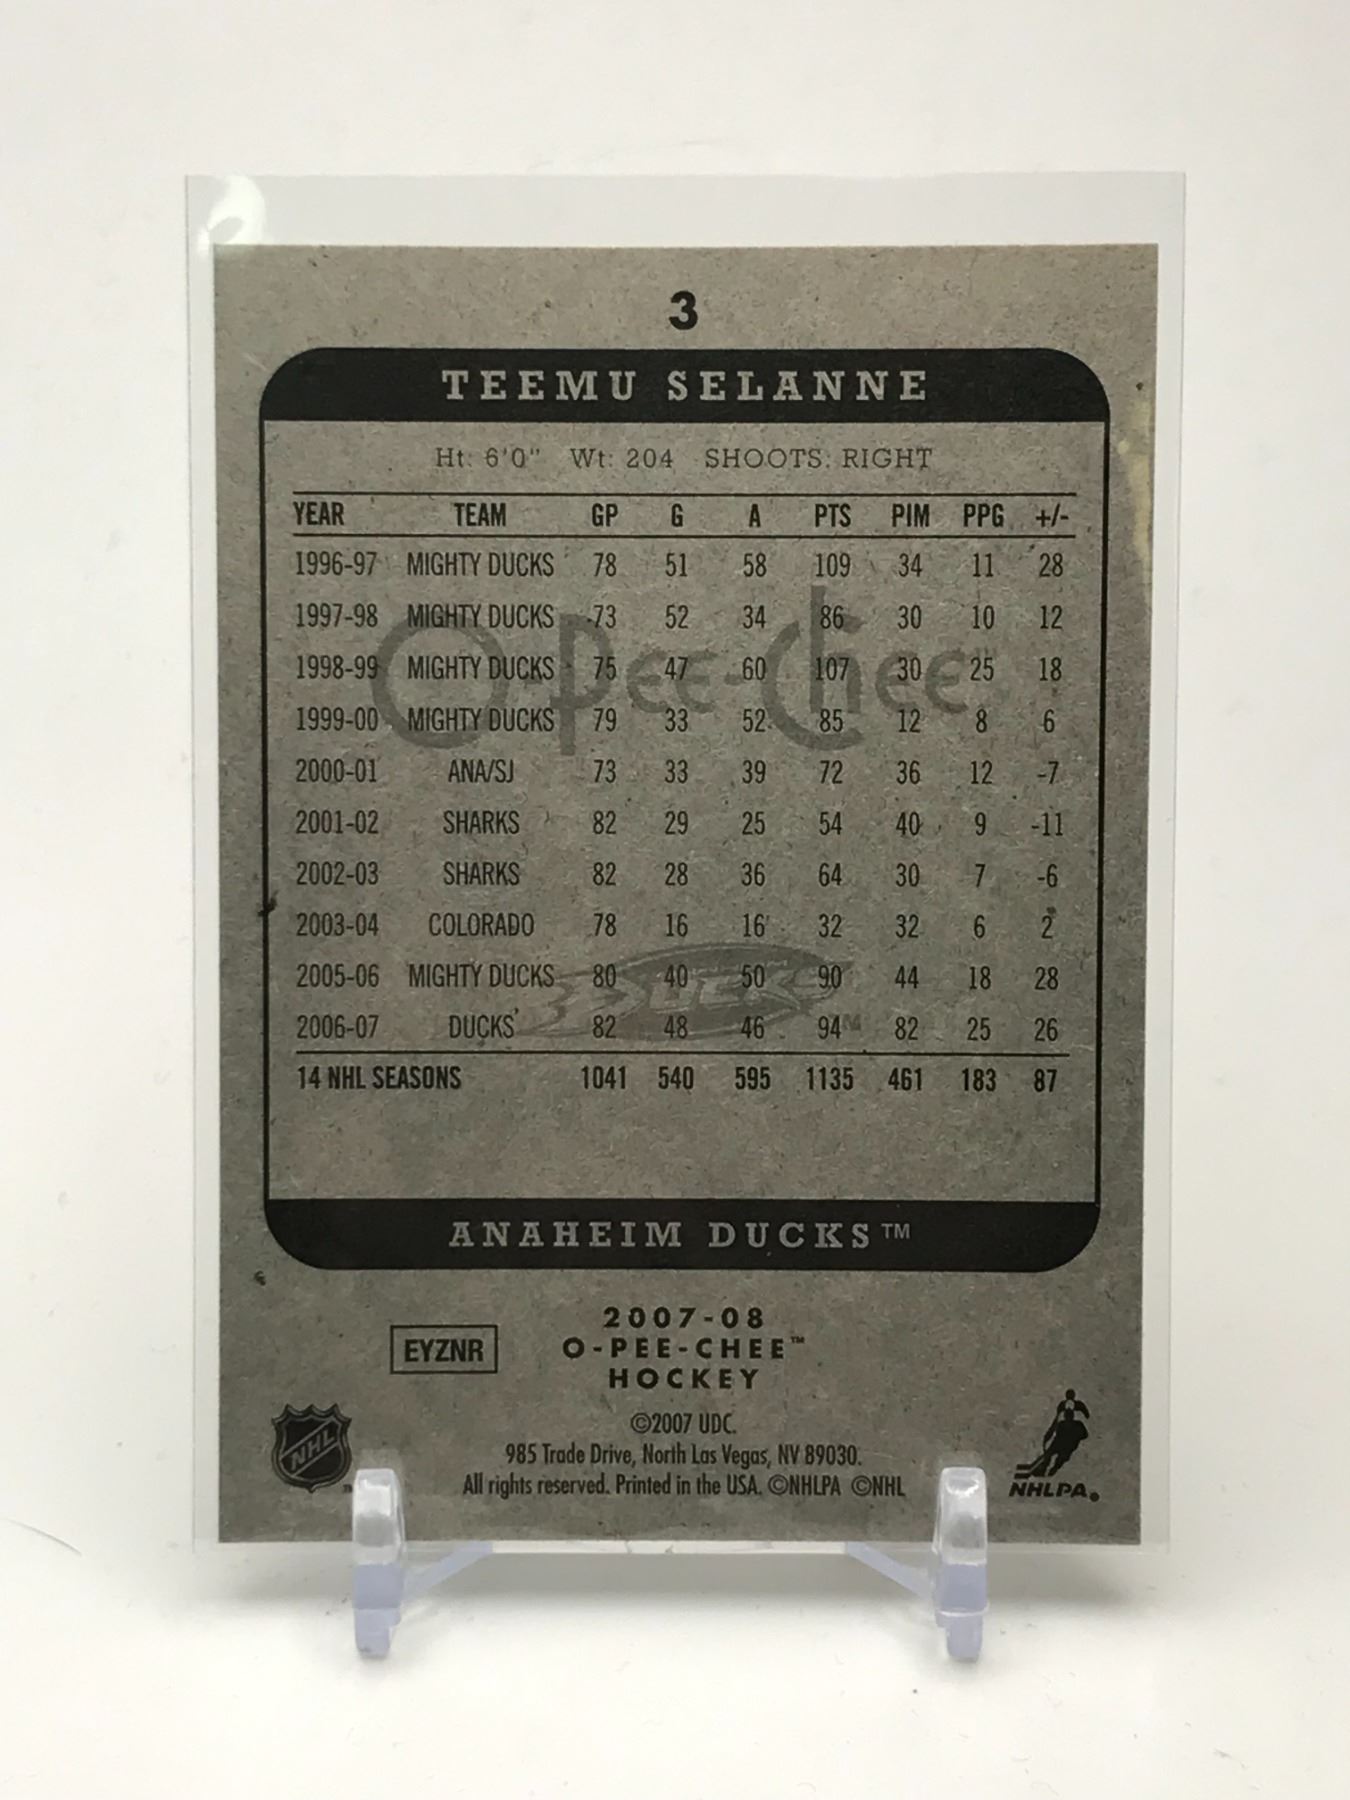 3
TEEMU SELANNE
Ht: 6'0" Wt: 204 SHOOTS: RIGHT
YEAR TEAM GP G A PTS PIM PPG +/-
1996-97 MIGHTY DUCKS 78 51 58 109 34 11 28
1997-98 MIGHTY DUCKS 73 52 34 86 30 10 12
1998-99 MIGHTY DUCKS 75 47 60 107 30 25 18
1999-00 MIGHTY DUCKS 79 33 52 85 12 8 6
O-Pee-Chee™
2000-01 ANA/SJ 73 33 39 72 36 12 -7
2001-02 SHARKS 82 29 25 54 40 9 -11
2002-03 SHARKS 82 28 36 64 30 7 -6
2003-04 COLORADO 78 16 16 32 32 6 2
2005-06 MIGHTY DUCKS 80 40 50 90 44 18 28
DUCKS
2006-07 DUCKS 82 48 46 94 82 25 26
14 NHL SEASONS 1041 540 595 1135 461 183 87
ANAHEIM DUCKS™
2007-08
EYZNR O-PEE-CHEE™
HOCKEY
NHL
©2007 UDC.
985 Trade Drive, North Las Vegas, NV 89030.
All rights reserved. Printed in the USA. ©NHLPA ©NHL
NHLPA.